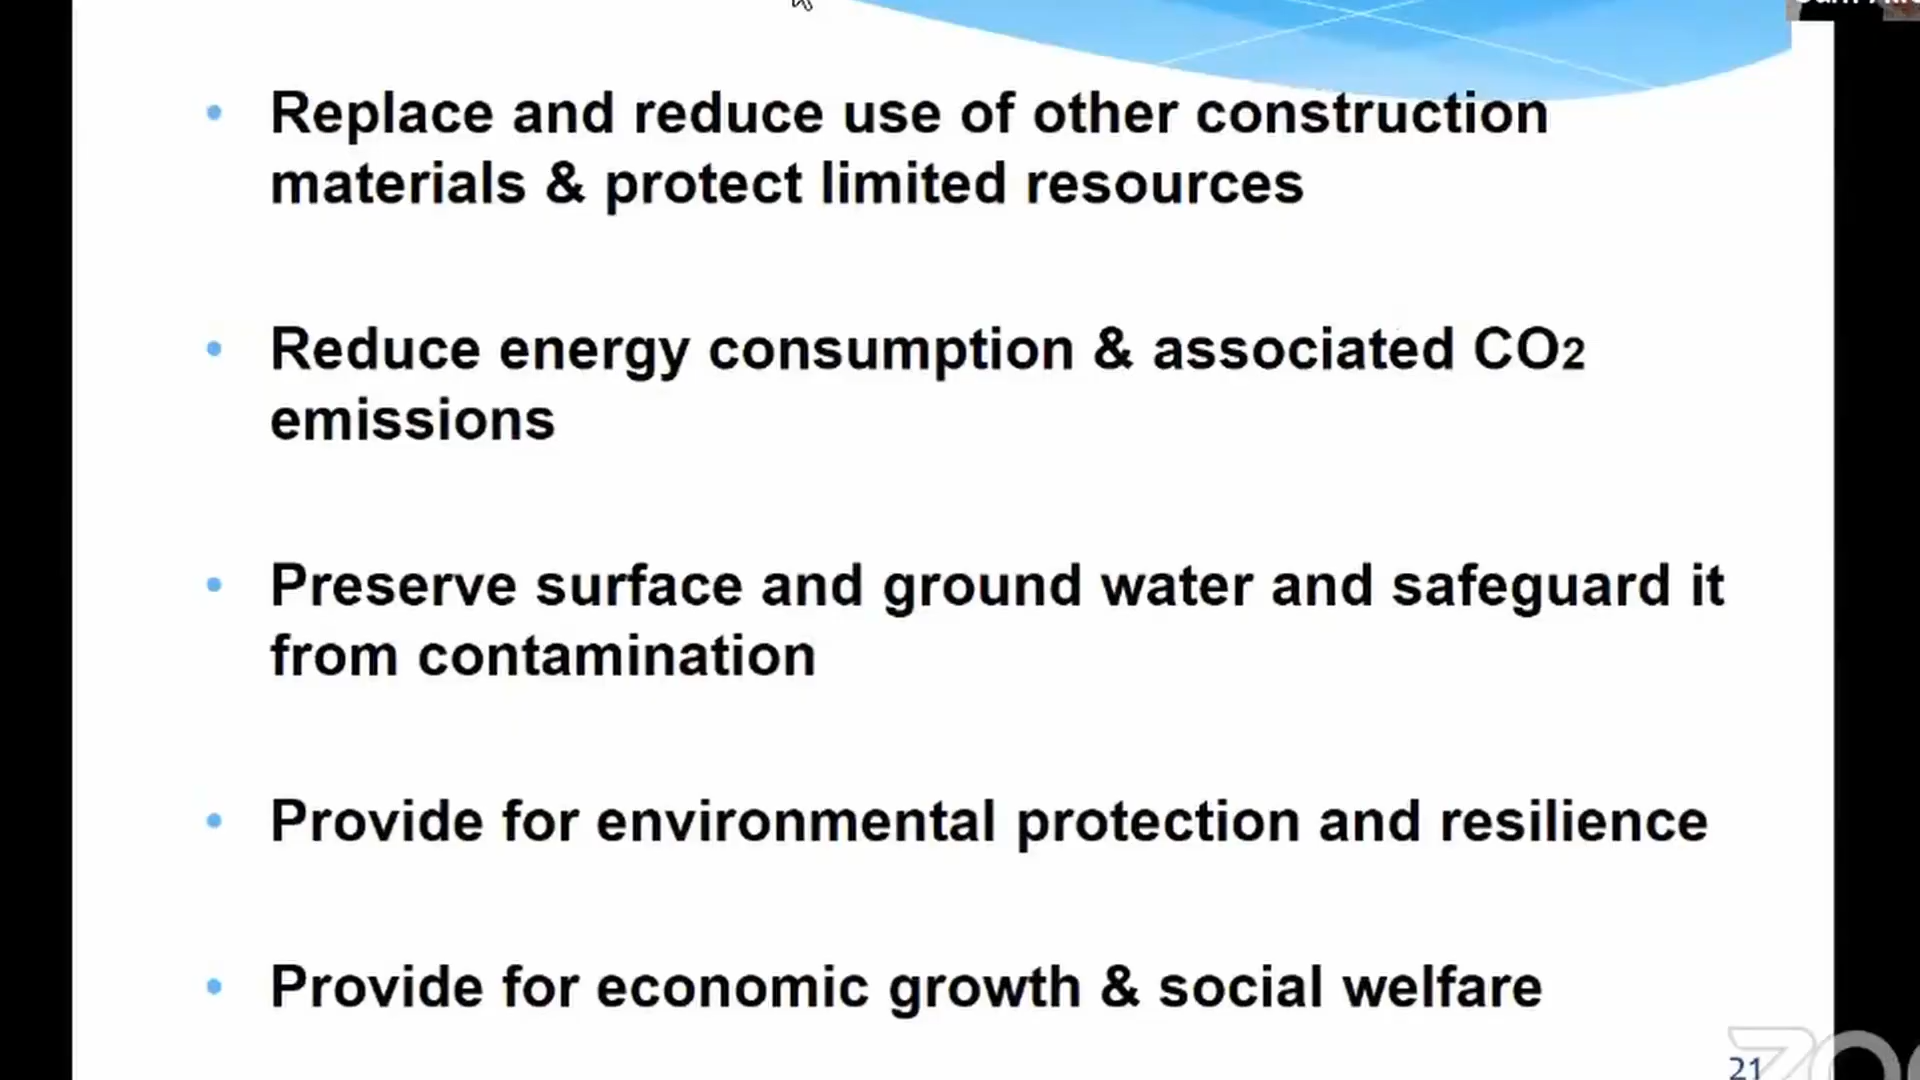 • Replace and reduce use of other construction
materials & protect limited resources
• Reduce energy consumption & associated CO2
emissions
• Preserve surface and ground water and safeguard it
from contamination
• Provide for environmental protection and resilience
• Provide for economic growth & social welfare
21